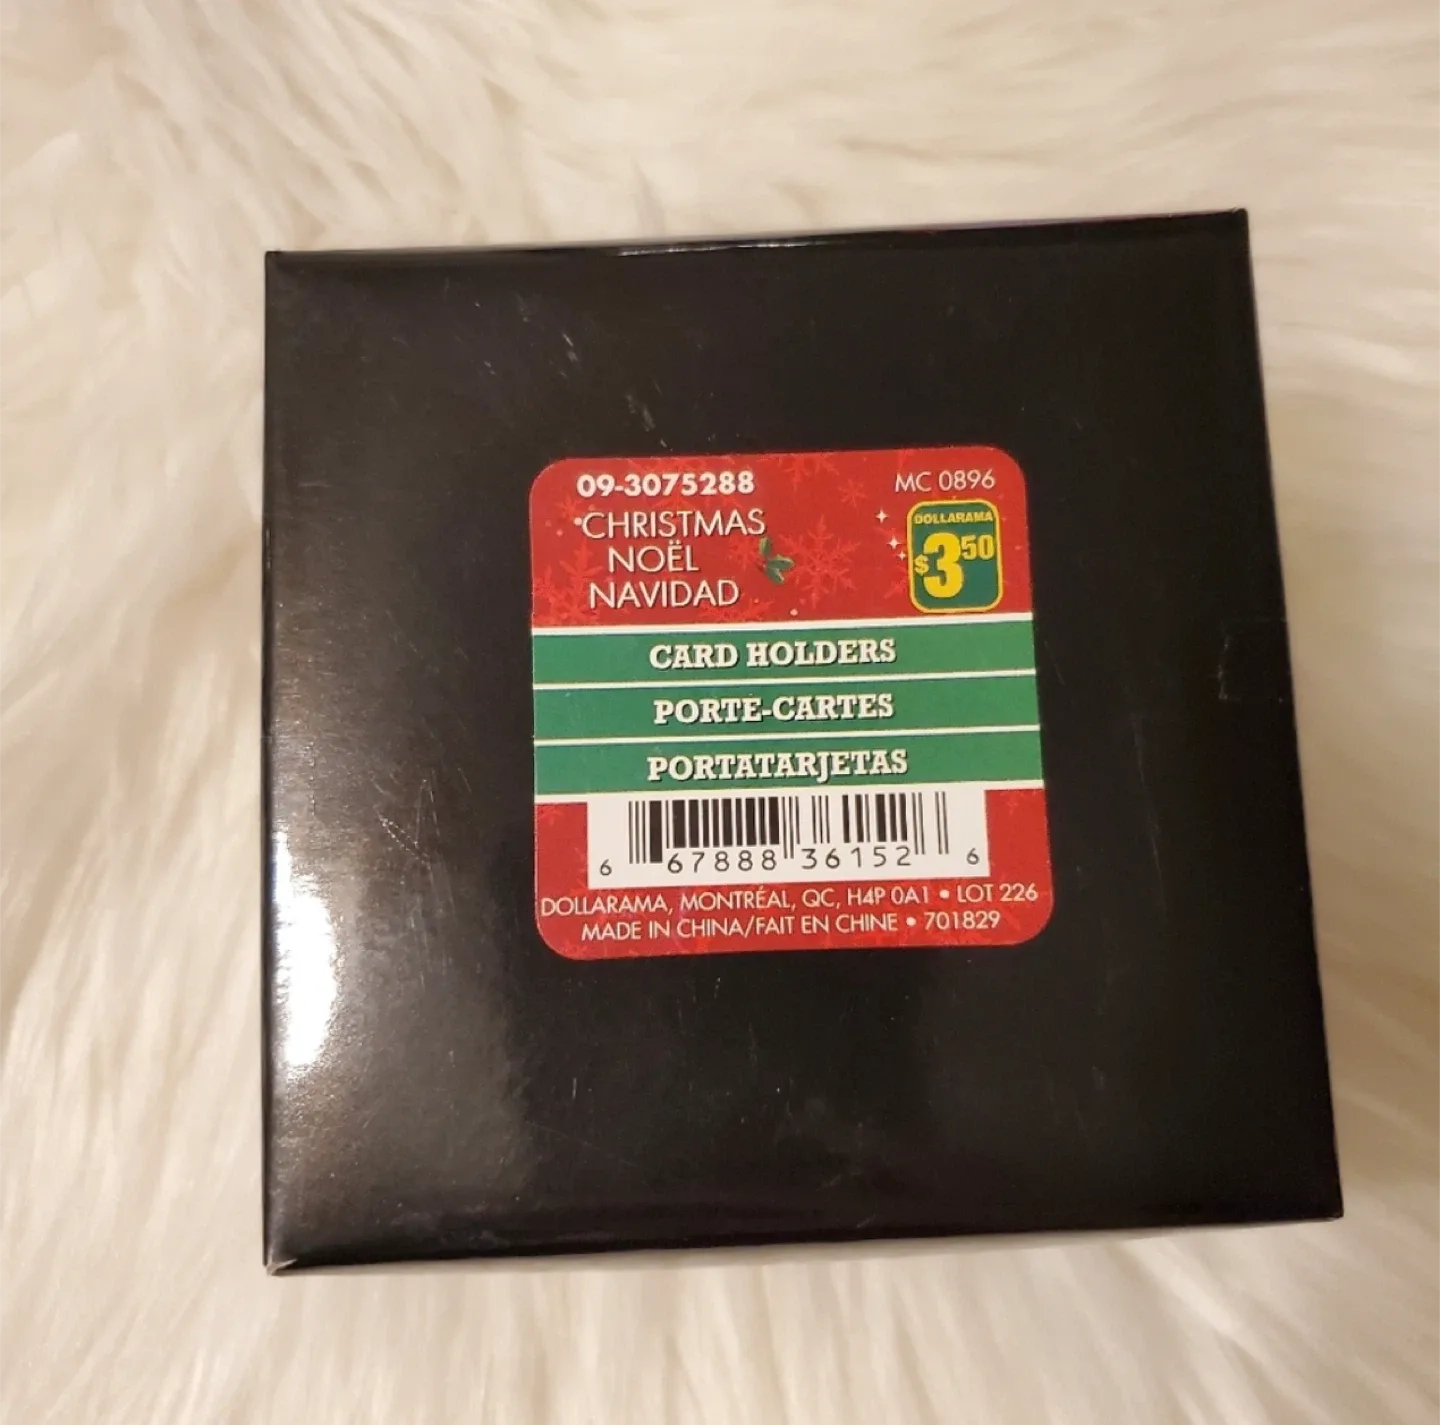 09-3075288 MC 0896
CHRISTMAS
NOËL
NAVIDAD
DOLLARAMA
$3.50
CARD HOLDERS
PORTE-CARTES
PORTATARJETAS
6 67888 36152 6
DOLLARAMA, MONTRÉAL, QC, H4P 0A1 • LOT 226
MADE IN CHINA/FAIT EN CHINE • 701829